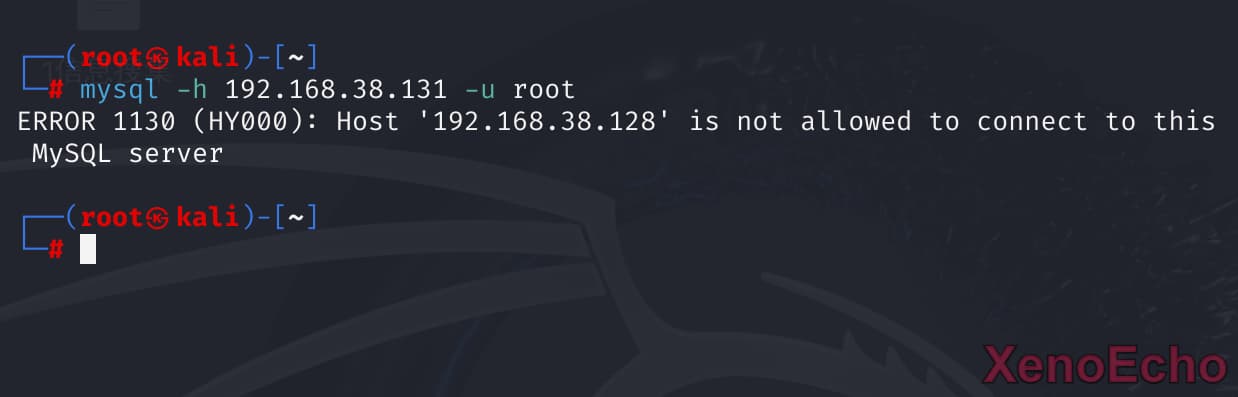 ┌──(root㉿kali)-[~]
└─# mysql -h 192.168.38.131 -u root
ERROR 1130 (HY000): Host '192.168.38.128' is not allowed to connect to this
MySQL server
┌──(root㉿kali)-[~]
└─#
XenoEcho